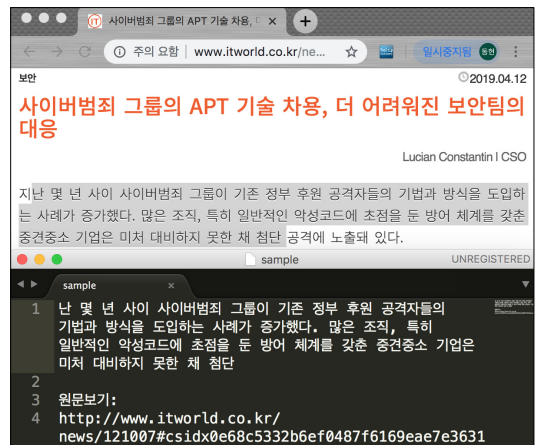 사이버범죄 그룹의 APT 기술 차용,
주의 요함 | www.itworld.co.kr/ne...
일시중지됨 동현
보안
2019.04.12
사이버범죄 그룹의 APT 기술 차용, 더 어려워진 보안팀의
대응
Lucian Constantin | CSO
지난 몇 년 사이 사이버범죄 그룹이 기존 정부 후원 공격자들의 기법과 방식을 도입하
는 사례가 증가했다. 많은 조직, 특히 일반적인 악성코드에 초점을 둔 방어 체계를 갖춘
중견중소 기업은 미처 대비하지 못한 채 첨단 공격에 노출돼 있다.
sample
UNREGISTERED
sample
1 난 몇 년 사이 사이버범죄 그룹이 기존 정부 후원 공격자들의
기법과 방식을 도입하는 사례가 증가했다. 많은 조직, 특히
일반적인 악성코드에 초점을 둔 방어 체계를 갖춘 중견중소 기업은
미처 대비하지 못한 채 첨단
2
3 원문보기:
4 http://www.itworld.co.kr/
news/121007#csidx0e68c5332b6ef0487f6169eae7e3631